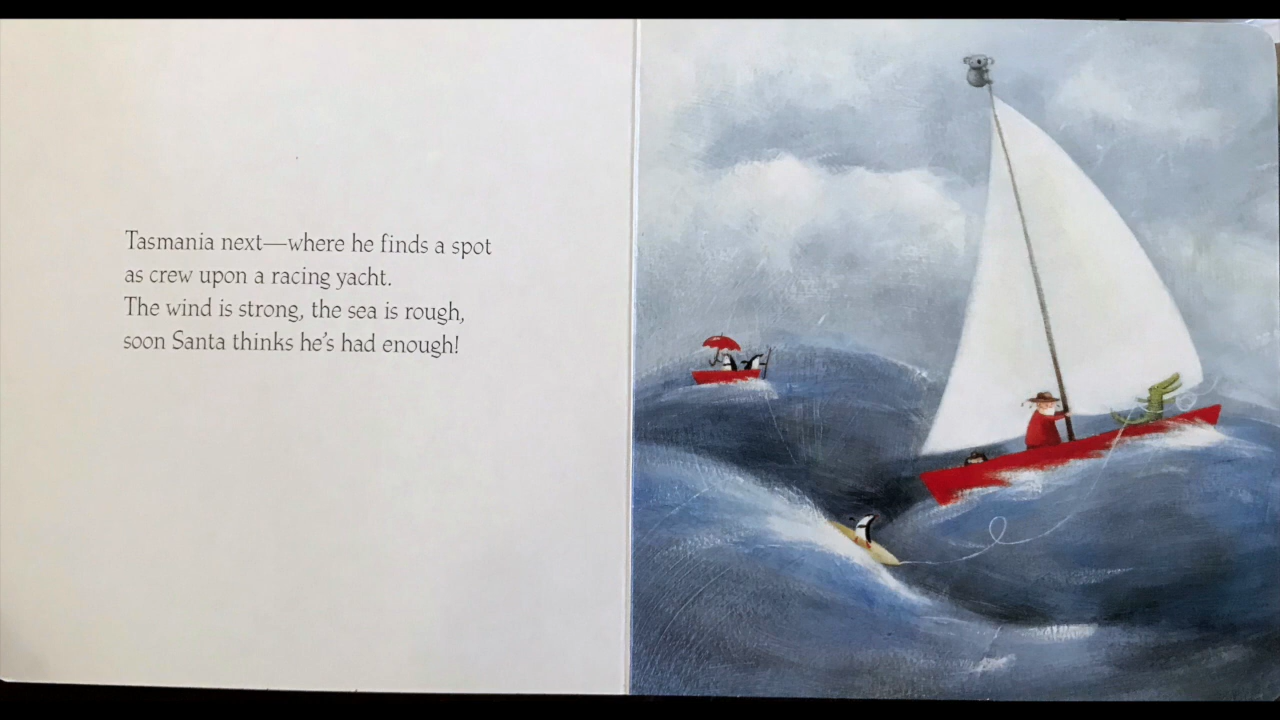 Tasmania next—where he finds a spot
as crew upon a racing yacht.
The wind is strong, the sea is rough,
soon Santa thinks he's had enough!